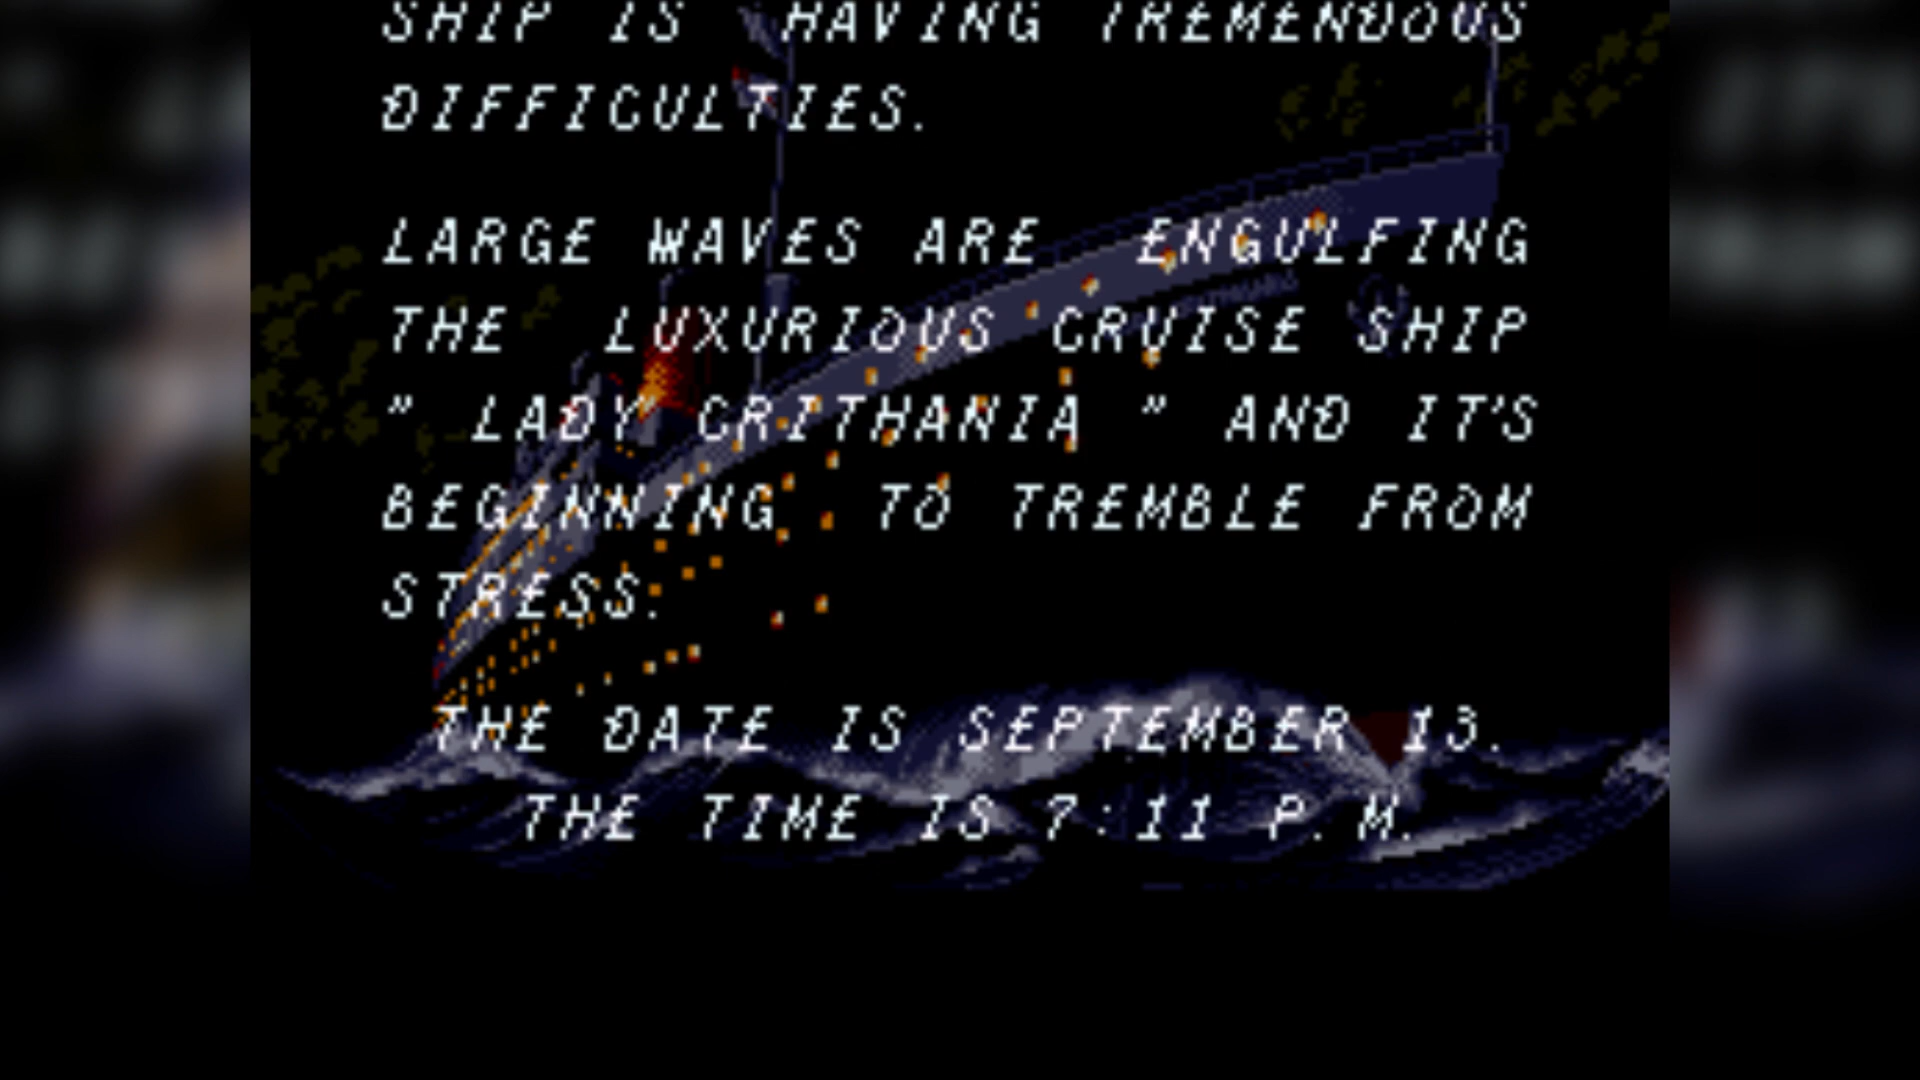 SHIP IS HAVING TREMENDOUS
DIFFICULTIES.
LARGE WAVES ARE ENGULFING
THE LUXURIOUS CRUISE SHIP
" LADY CRITHANIA " AND IT'S
BEGINNING TO TREMBLE FROM
STRESS.
THE DATE IS SEPTEMBER 13.
THE TIME IS 7:11 P.M.